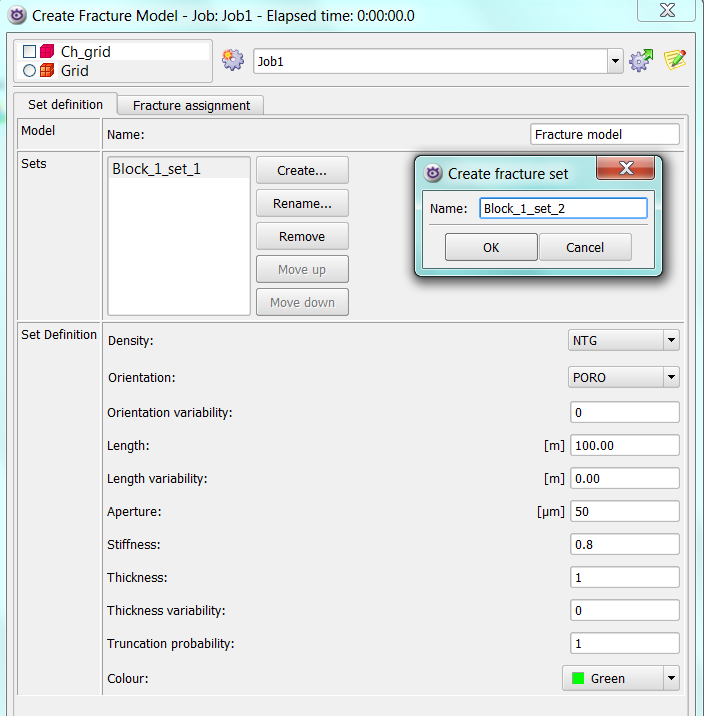 Create Fracture Model - Job: Job1 - Elapsed time: 0:00:00.0
Ch_grid
Grid
Job1
Set definition
Fracture assignment
Model
Name:
Fracture model
Sets
Block_1_set_1
Create...
Rename...
Remove
Move up
Move down
Create fracture set
Name:
Block_1_set_2
OK
Cancel
Set Definition
Density:
NTG
Orientation:
PORO
Orientation variability:
0
Length:
[m] 100.00
Length variability:
[m] 0.00
Aperture:
[µm] 50
Stiffness:
0.8
Thickness:
1
Thickness variability:
0
Truncation probability:
1
Colour:
Green